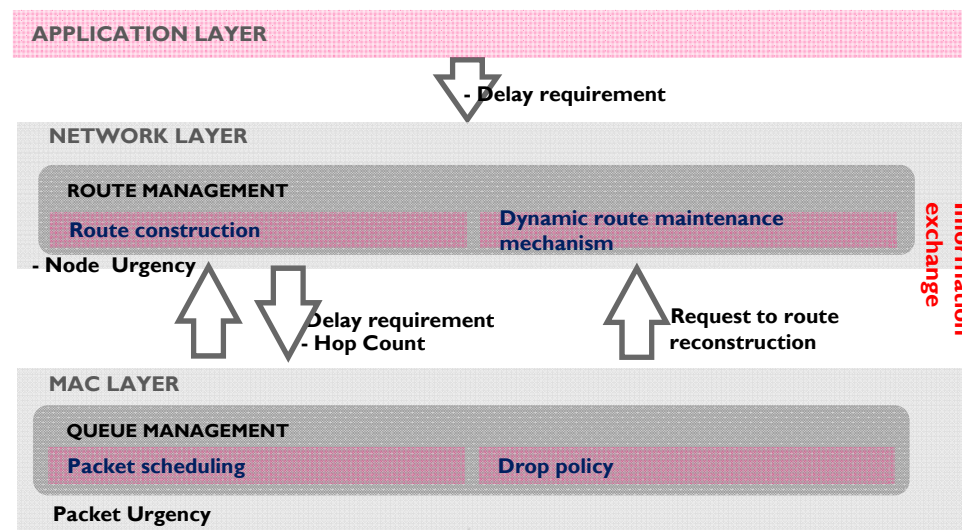 APPLICATION LAYER
- Delay requirement
NETWORK LAYER
ROUTE MANAGEMENT
Route construction
Dynamic route maintenance
mechanism
- Node Urgency
Delay requirement
- Hop Count
Request to route
reconstruction
exchange
MAC LAYER
QUEUE MANAGEMENT
Packet scheduling
Drop policy
Packet Urgency